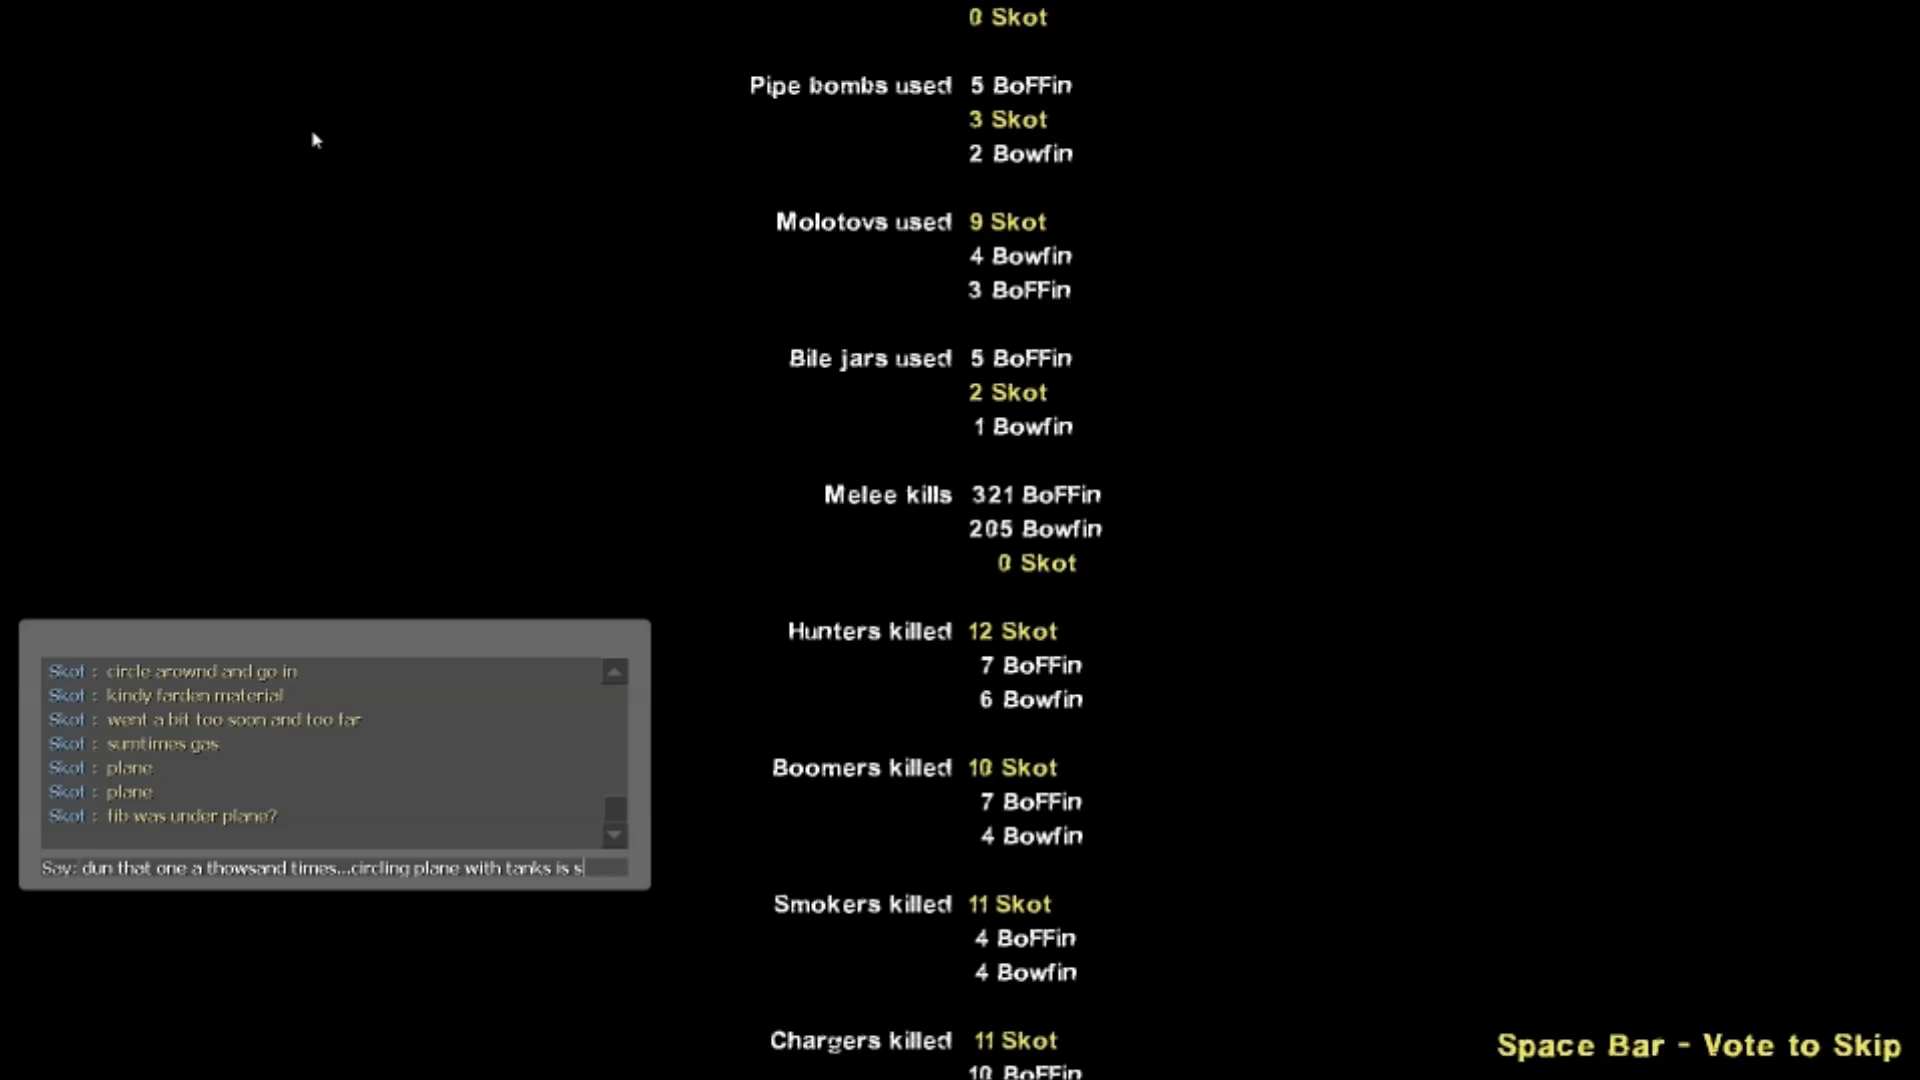 0 Skot
Pipe bombs used 5 BoFFin
3 Skot
2 Bowfin
Molotovs used 9 Skot
4 Bowfin
3 BoFFin
Bile jars used 5 BoFFin
2 Skot
1 Bowfin
Melee kills 321 BoFFin
205 Bowfin
0 Skot
Hunters killed 12 Skot
7 BoFFin
6 Bowfin
Boomers killed 10 Skot
7 BoFFin
4 Bowfin
Smokers killed 11 Skot
4 BoFFin
4 Bowfin
Chargers killed 11 Skot
10 BoFFin
Skot : circle arownd and go in
Skot : kindy farden material
Skot : went a bit too soon and too far
Skot : sumtimes gas
Skot : plane
Skot : plane
Skot : fib was under plane?
Say: dun that one a thowsand times...circling plane with tanks is s
Space Bar - Vote to Skip